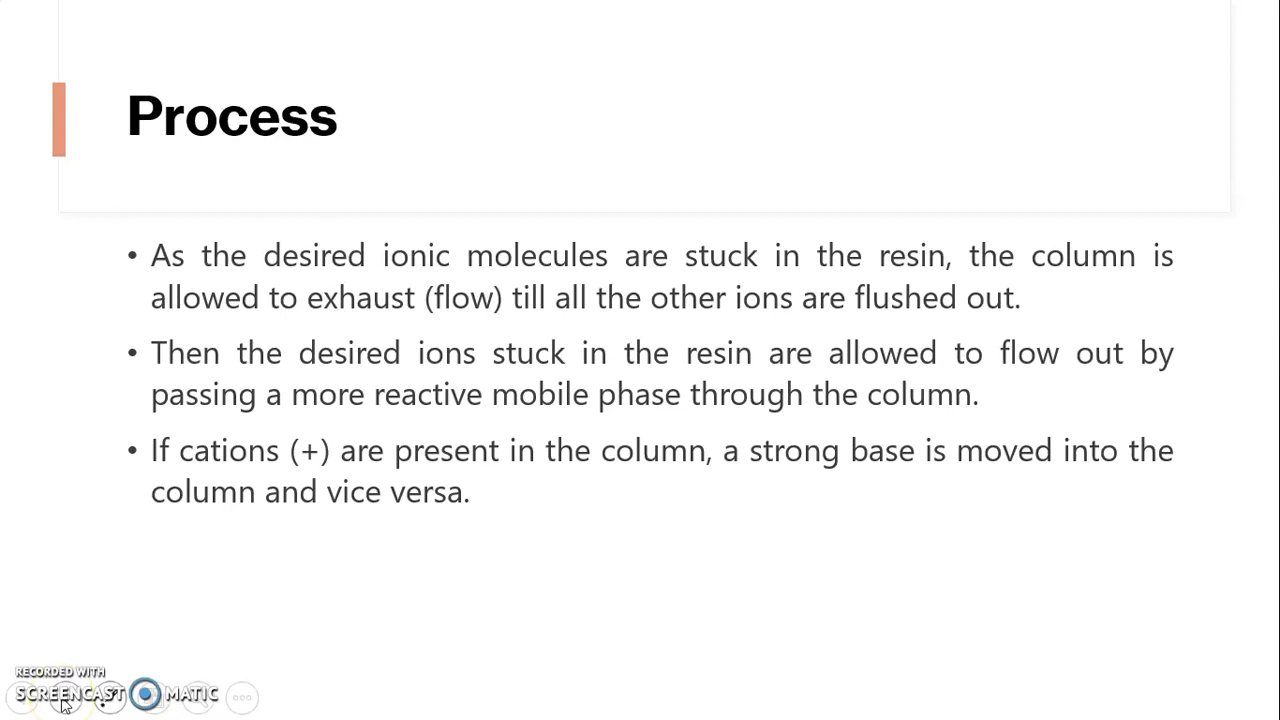 Process
• As the desired ionic molecules are stuck in the resin, the column is
allowed to exhaust (flow) till all the other ions are flushed out.
• Then the desired ions stuck in the resin are allowed to flow out by
passing a more reactive mobile phase through the column.
• If cations (+) are present in the column, a strong base is moved into the
column and vice versa.
RECORDED WITH
SCREENCAST MATIC